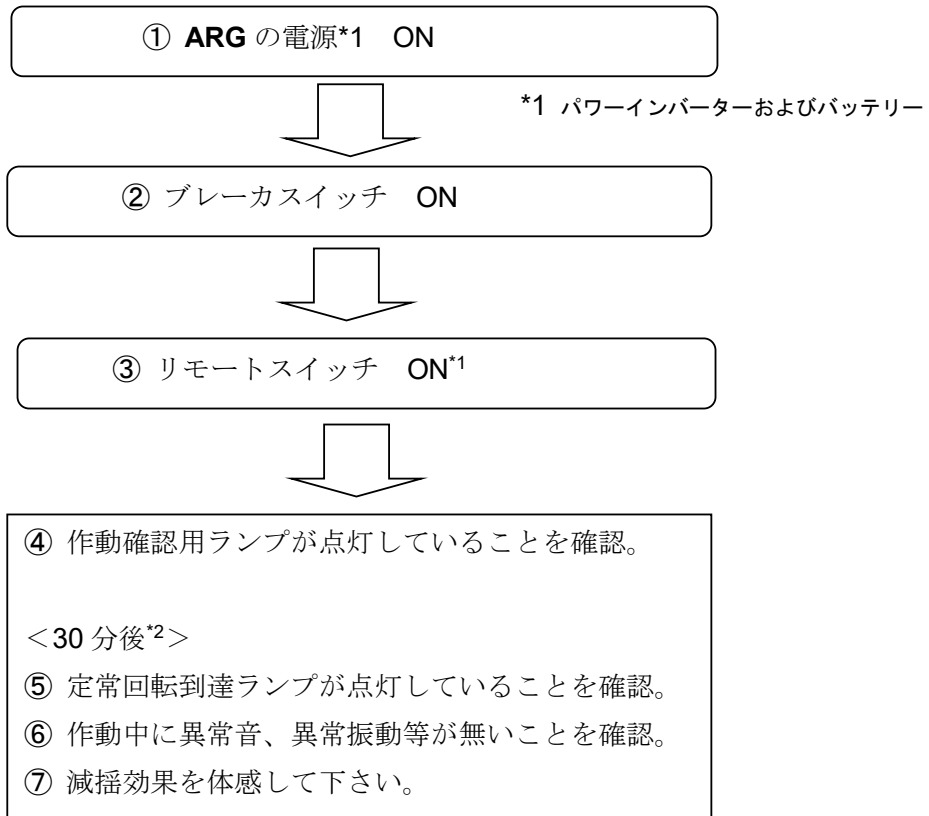 ① ARG の電源*1 ON
*1 パワーインバーターおよびバッテリー
② ブレーカスイッチ ON
③ リモートスイッチ ON*1
④ 作動確認用ランプが点灯していることを確認。
＜30 分後*2＞
⑤ 定常回転到達ランプが点灯していることを確認。
⑥ 作動中に異常音、異常振動等が無いことを確認。
⑦ 減揺効果を体感して下さい。